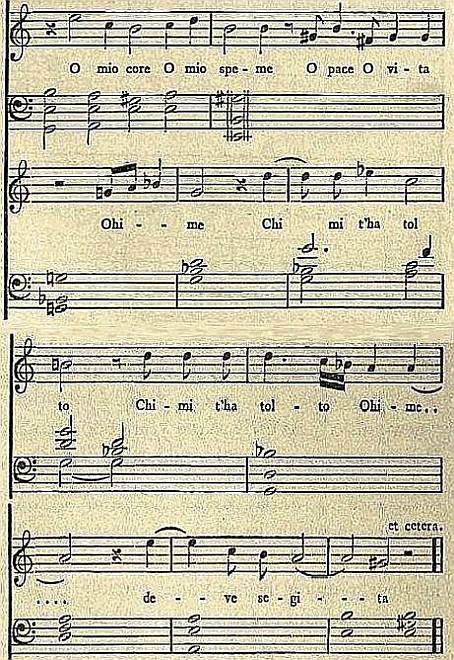 O mio core O mio spe-me O pace O vi-ta
Ohi - - me Chi mi t'ha tol
to Chi-mi t'ha tol-to Ohi-me..
et cetera.
.... de - - ve se-gi - - ta